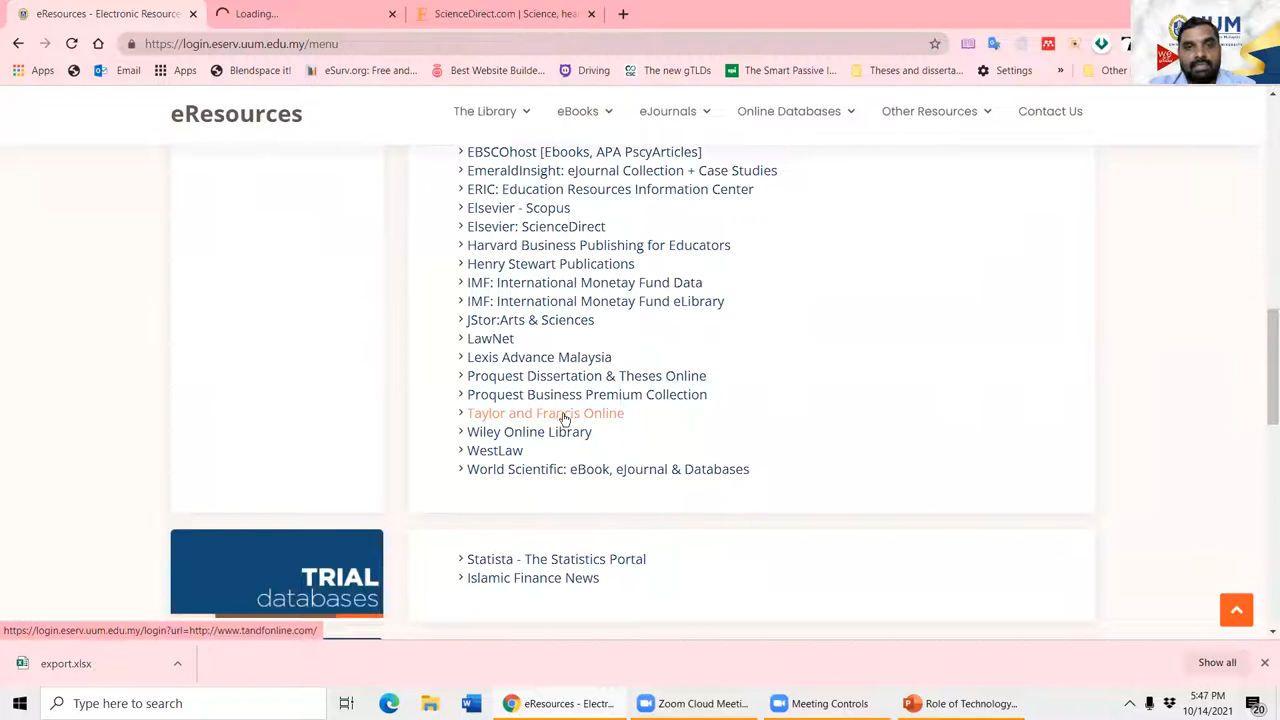 eResources - Electronic Resource
Loading...
ScienceDirect.com | Science, hea
https://login.eserv.uum.edu.my/menu
Apps
Email
Apps
Blendspace it!
eSurv.org: Free and...
Best Website Builde...
Driving
The new gTLDs
The Smart Passive I...
Theses and disserta...
Settings
»
Other
UUM
eResources
The Library
eBooks
eJournals
Online Databases
Other Resources
Contact Us
EBSCOhost [Ebooks, APA PscyArticles]
EmeraldInsight: eJournal Collection + Case Studies
ERIC: Education Resources Information Center
Elsevier - Scopus
Elsevier: ScienceDirect
Harvard Business Publishing for Educators
Henry Stewart Publications
IMF: International Monetay Fund Data
IMF: International Monetay Fund eLibrary
JStor:Arts & Sciences
LawNet
Lexis Advance Malaysia
Proquest Dissertation & Theses Online
Proquest Business Premium Collection
Taylor and Francis Online
Wiley Online Library
WestLaw
World Scientific: eBook, eJournal & Databases
TRIAL
databases
Statista - The Statistics Portal
Islamic Finance News
https://login.eserv.uum.edu.my/login?url=http://www.tandfonline.com/
export.xlsx
Show all
Type here to search
eResources - Electr...
Zoom Cloud Meeti...
Meeting Controls
Role of Technology...
5:47 PM
10/14/2021
20